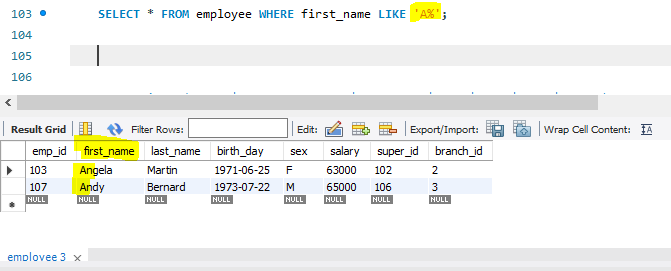 103 SELECT * FROM employee WHERE first_name LIKE 'A%';
104
105
106
Result Grid Filter Rows: Edit: Export/Import: Wrap Cell Content: IA
emp_id first_name last_name birth_day sex salary super_id branch_id
103 Angela Martin 1971-06-25 F 63000 102 2
107 Andy Bernard 1973-07-22 M 65000 106 3
NULL NULL NULL NULL NULL NULL NULL NULL
employee 3